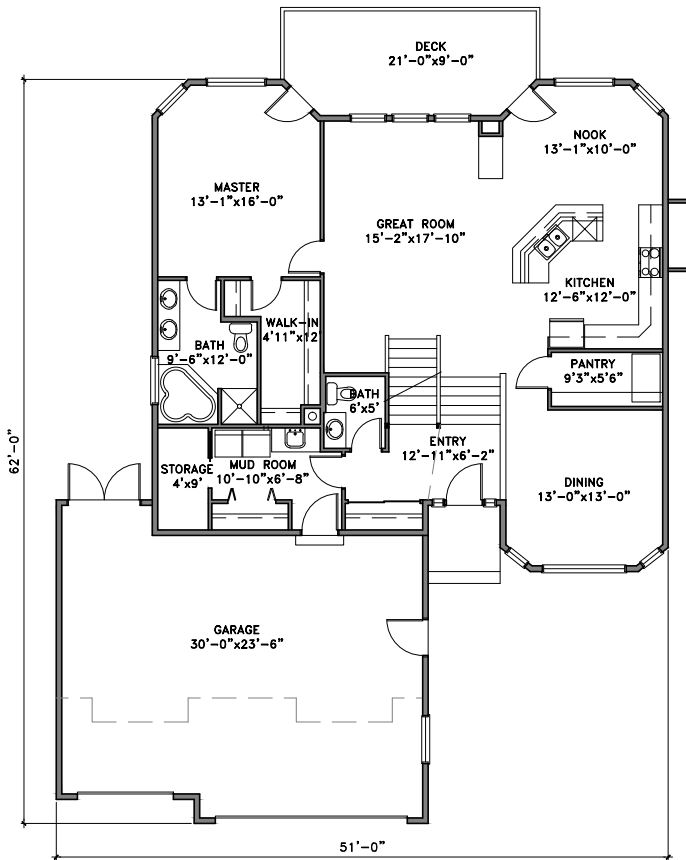 DECK
21'-0"x9'-0"
NOOK
13'-1"x10'-0"
MASTER
13'-1"x16'-0"
GREAT ROOM
15'-2"x17'-10"
KITCHEN
12'-6"x12'-0"
WALK-IN
4'11"x12'
BATH
9'-6"x12'-0"
PANTRY
9'3"x5'6"
BATH
6'x5'
ENTRY
12'-11"x6'-2"
STORAGE
4'x9'
MUD ROOM
10'-10"x6'-8"
DINING
13'-0"x13'-0"
62'-0"
GARAGE
30'-0"x23'-6"
51'-0"